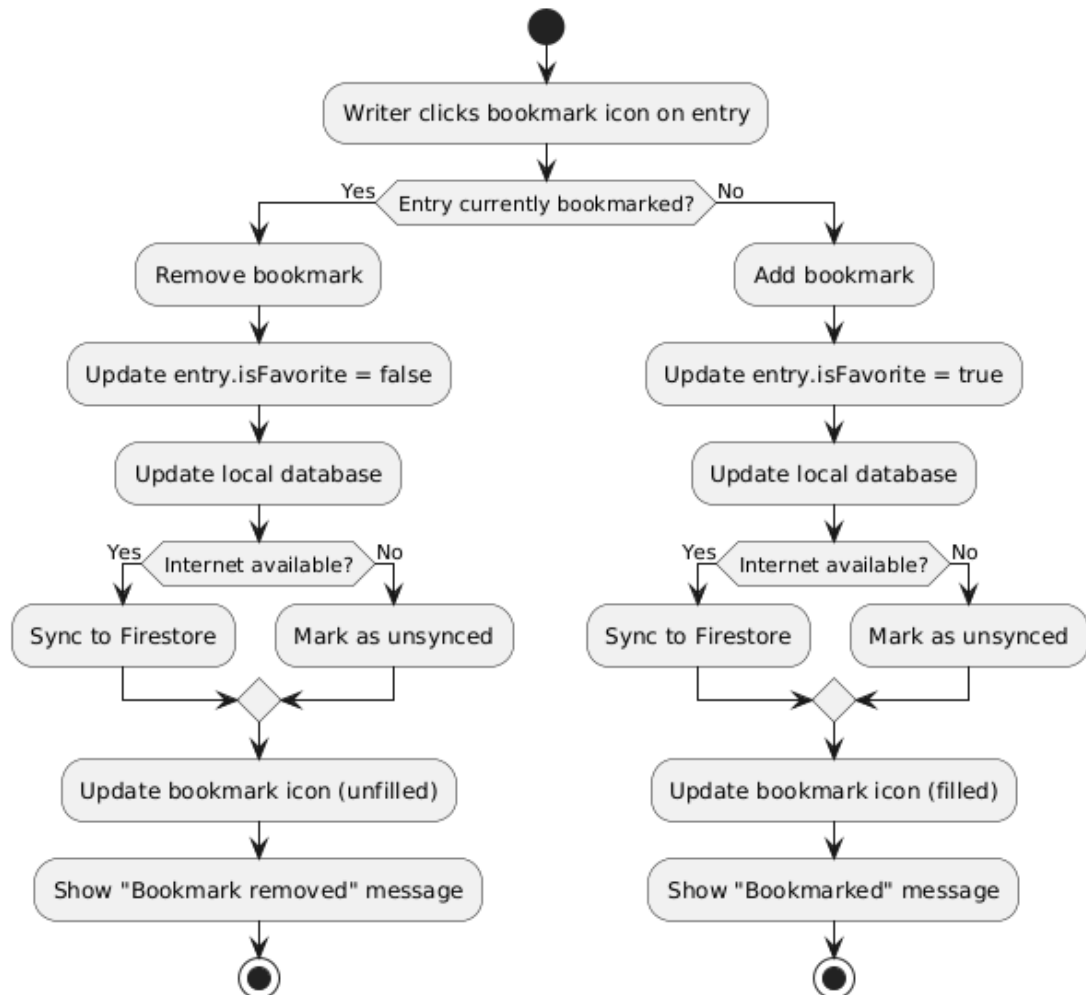 Writer clicks bookmark icon on entry
Yes
Entry currently bookmarked?
No
Remove bookmark
Update entry.isFavorite = false
Update local database
Yes
Internet available?
No
Sync to Firestore
Mark as unsynced
Update bookmark icon (unfilled)
Show "Bookmark removed" message
Add bookmark
Update entry.isFavorite = true
Update local database
Yes
Internet available?
No
Sync to Firestore
Mark as unsynced
Update bookmark icon (filled)
Show "Bookmarked" message